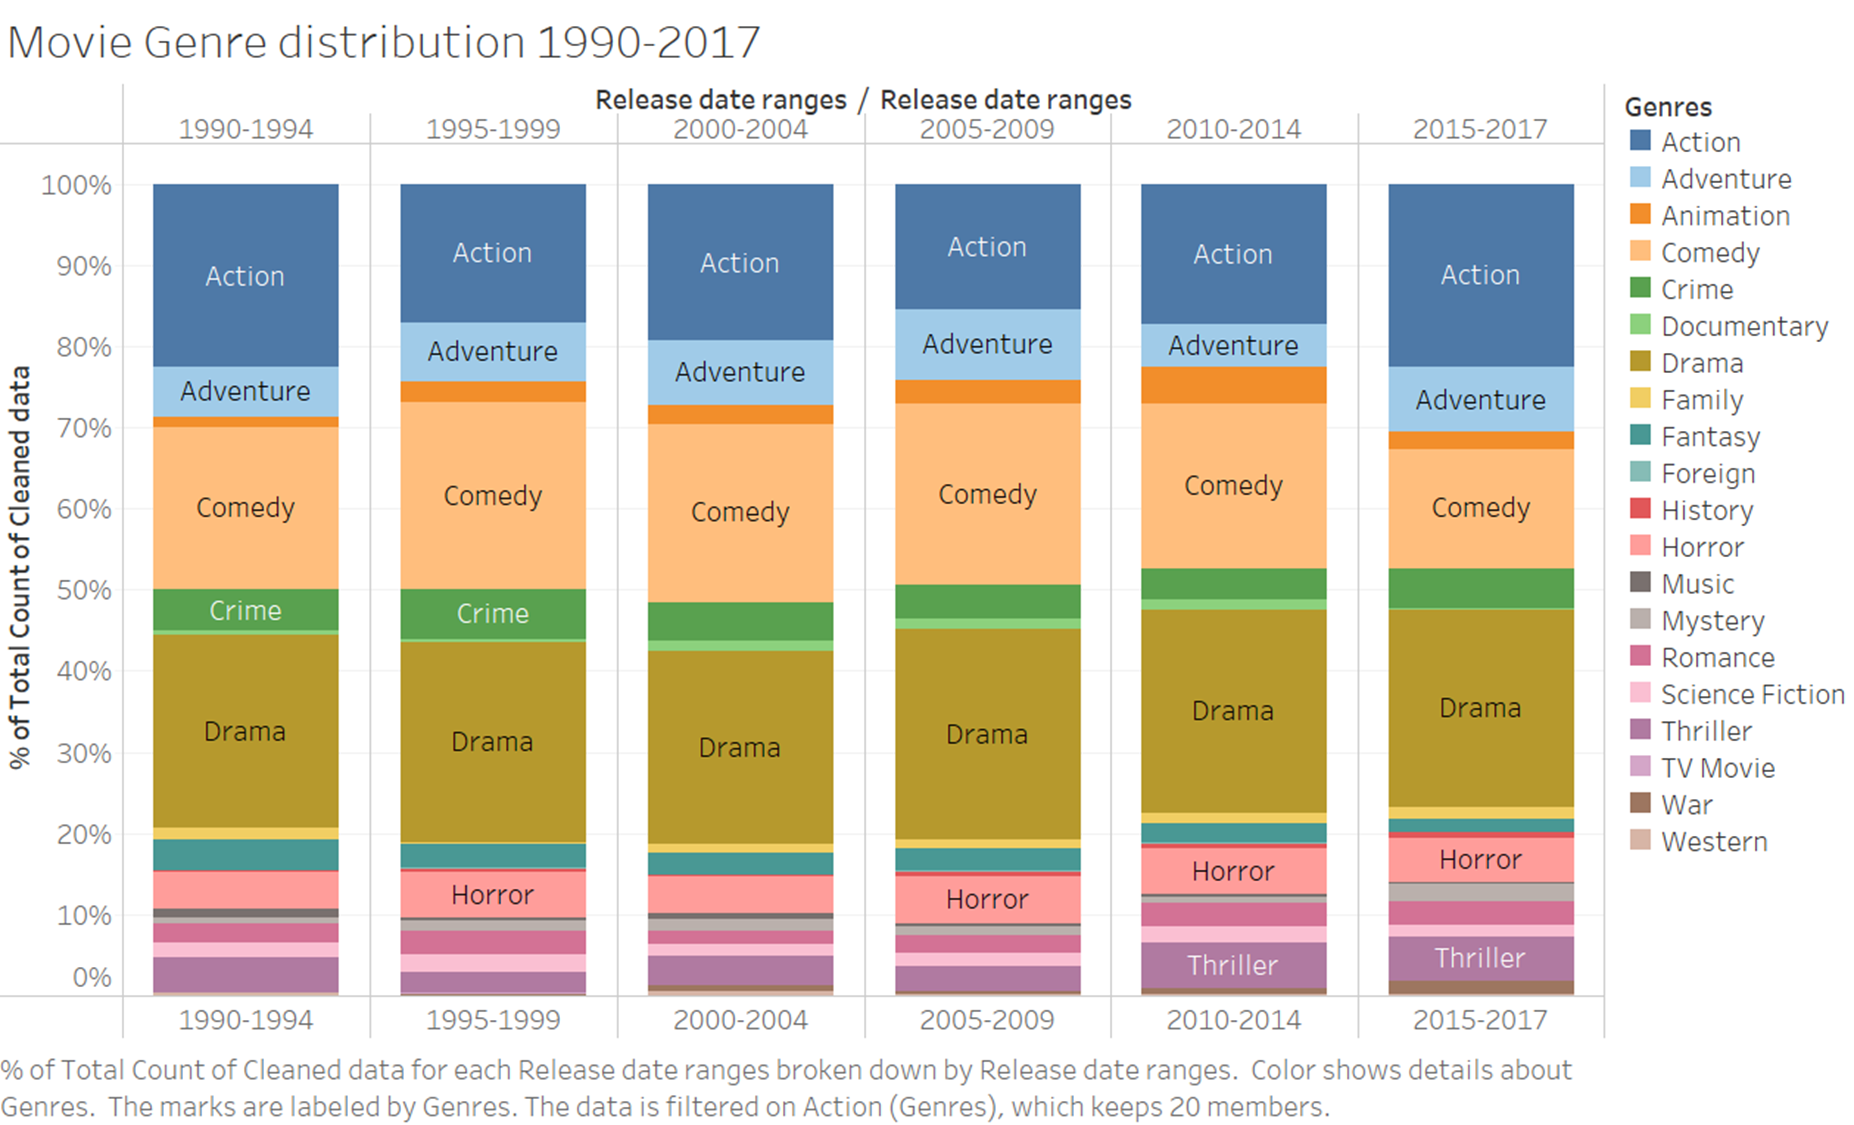 Movie Genre distribution 1990-2017
Release date ranges / Release date ranges
1990-1994 1995-1999 2000-2004 2005-2009 2010-2014 2015-2017
% of Total Count of Cleaned data
100%
90%
80%
70%
60%
50%
40%
30%
20%
10%
0%
Action
Adventure
Comedy
Crime
Drama
Action
Adventure
Comedy
Crime
Drama
Horror
Action
Adventure
Comedy
Drama
Action
Adventure
Comedy
Drama
Horror
Action
Adventure
Comedy
Drama
Horror
Thriller
Action
Adventure
Comedy
Drama
Horror
Thriller
1990-1994 1995-1999 2000-2004 2005-2009 2010-2014 2015-2017
Genres
Action
Adventure
Animation
Comedy
Crime
Documentary
Drama
Family
Fantasy
Foreign
History
Horror
Music
Mystery
Romance
Science Fiction
Thriller
TV Movie
War
Western
% of Total Count of Cleaned data for each Release date ranges broken down by Release date ranges.  Color shows details about
Genres.  The marks are labeled by Genres. The data is filtered on Action (Genres), which keeps 20 members.